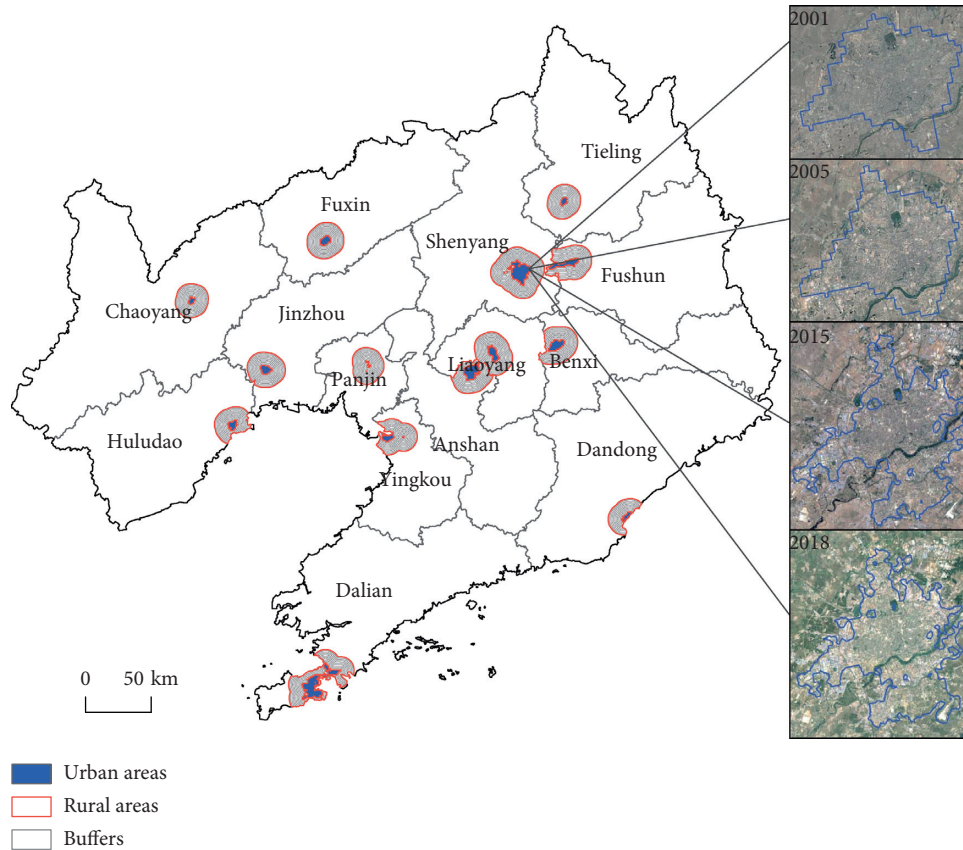 2001
Tieling
2005
Fuxin
Shenyang
Fushun
Chaoyang
Jinzhou
2015
Liaoyang
Benxi
Panjin
Huludao
Anshan
Dandong
Yingkou
2018
Dalian
0 50 km
Urban areas
Rural areas
Buffers